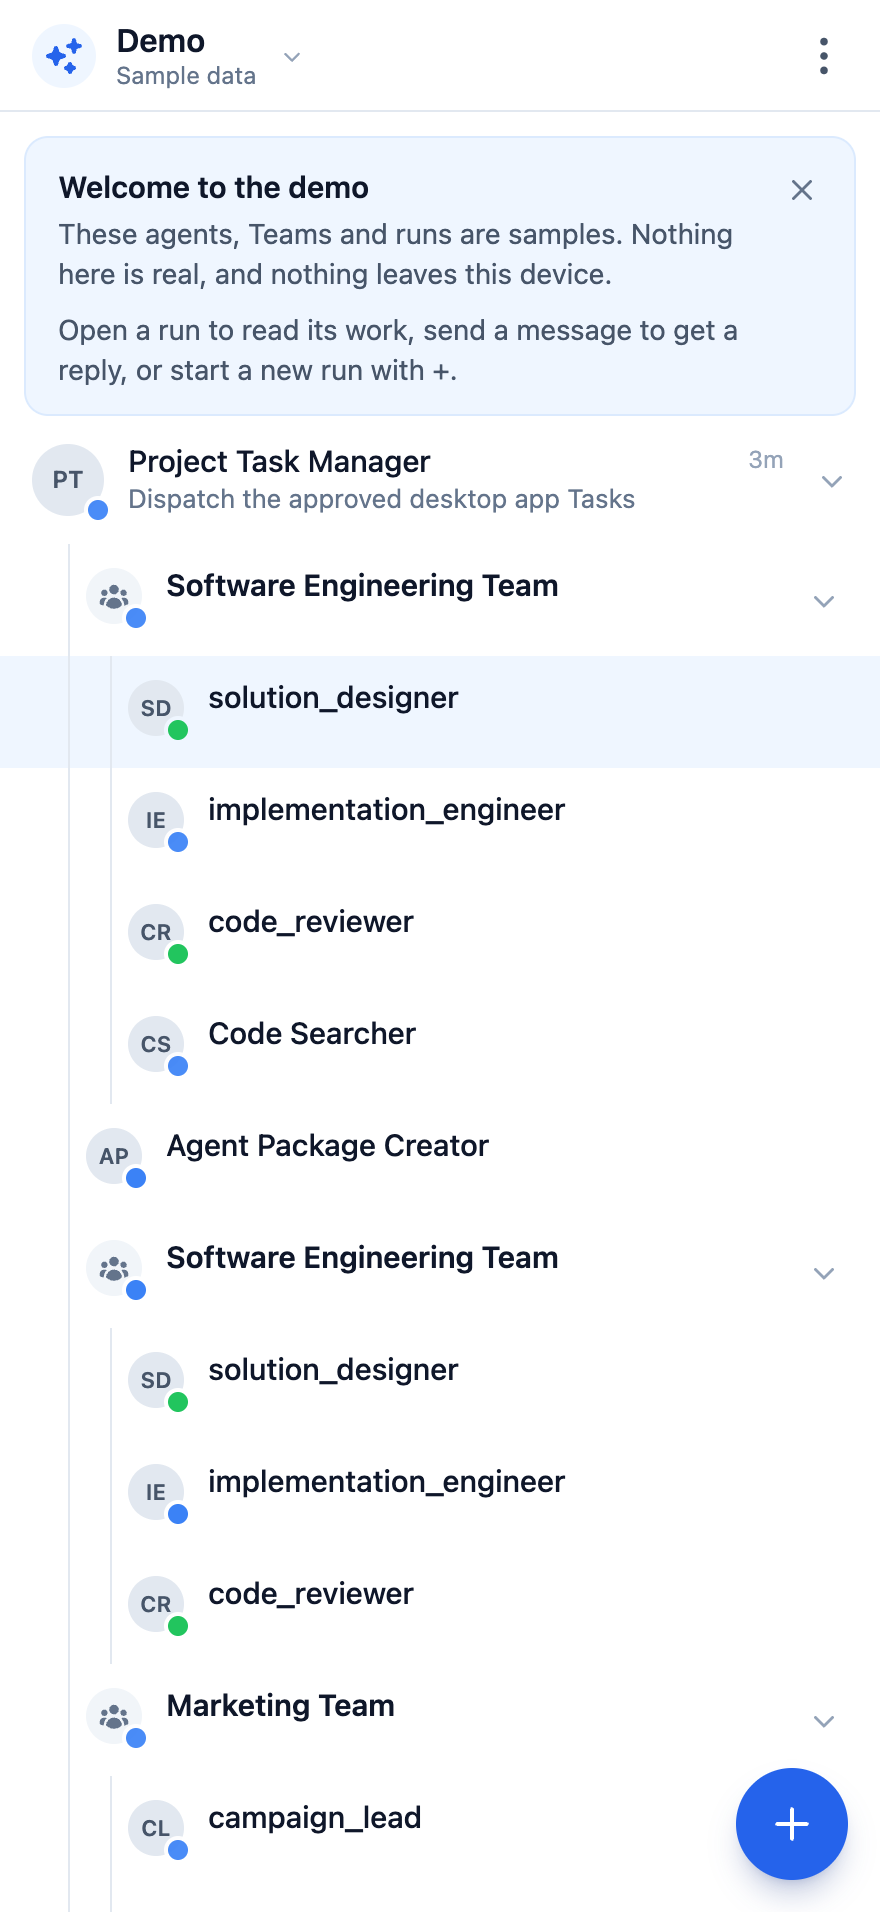 Demo
Sample data
Welcome to the demo
These agents, Teams and runs are samples. Nothing
here is real, and nothing leaves this device.
Open a run to read its work, send a message to get a
reply, or start a new run with +.
PT
Project Task Manager
3m
Dispatch the approved desktop app Tasks
Software Engineering Team
SD
solution_designer
IE
implementation_engineer
CR
code_reviewer
CS
Code Searcher
AP
Agent Package Creator
Software Engineering Team
SD
solution_designer
IE
implementation_engineer
CR
code_reviewer
Marketing Team
CL
campaign_lead